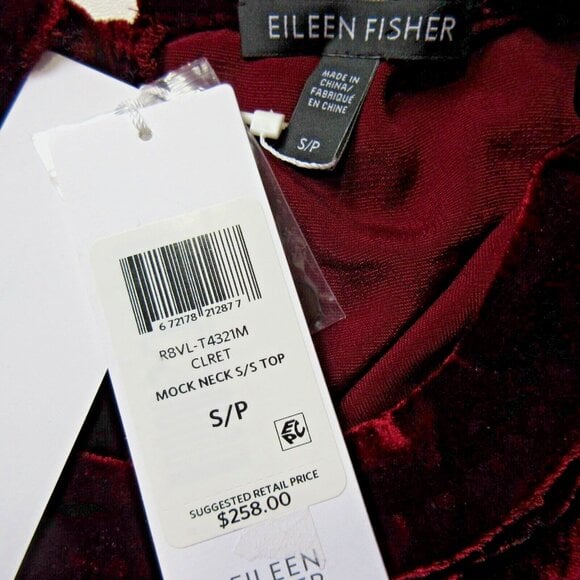 EILEEN FISHER
MADE IN
CHINA/
FABRIQUÉ
EN CHINE
S/P
6 72178 21287 7
R8VL-T4321M
CLRET
MOCK NECK S/S TOP
S/P
EPC
SUGGESTED RETAIL PRICE
$258.00
EILEEN
FISHER